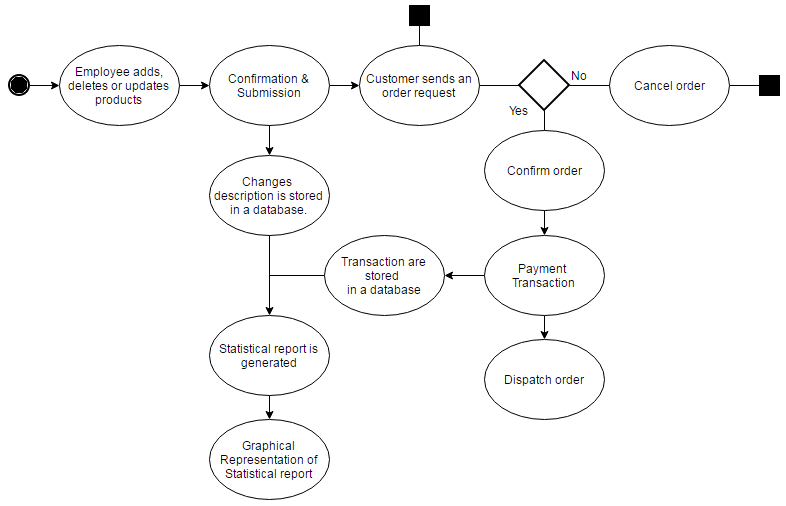 Employee adds,
deletes or updates
products
Confirmation &
Submission
Customer sends an
order request
No
Cancel order
Yes
Confirm order
Changes
description is stored
in a database.
Transaction are
stored
in a database
Payment
Transaction
Statistical report is
generated
Dispatch order
Graphical
Representation of
Statistical report